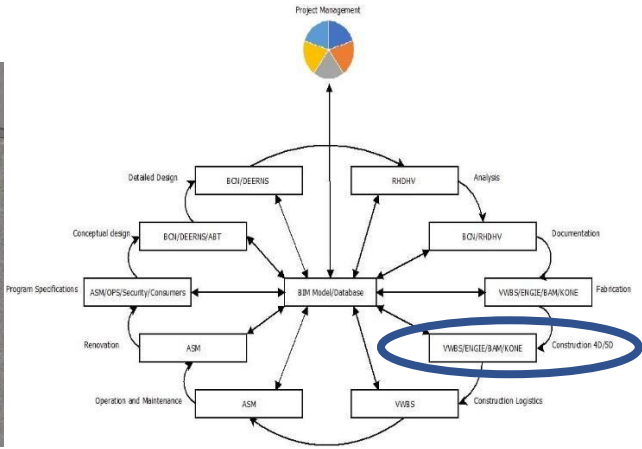 Project Management
Detailed Design
BCN/DEERNS
RHDHV
Analysis
Conceptual design
BCN/DEERNS/ABT
BCN/RHDHV
Documentation
Program Specifications
ASM/OPS/Security/Consumers
BIM Model/Database
VWBS/ENGIE/BAM/KONE
Fabrication
Renovation
ASM
VWBS/ENGIE/BAM/KONE
Construction 4D/5D
Operation and Maintenance
ASM
VWBS
Construction Logistics